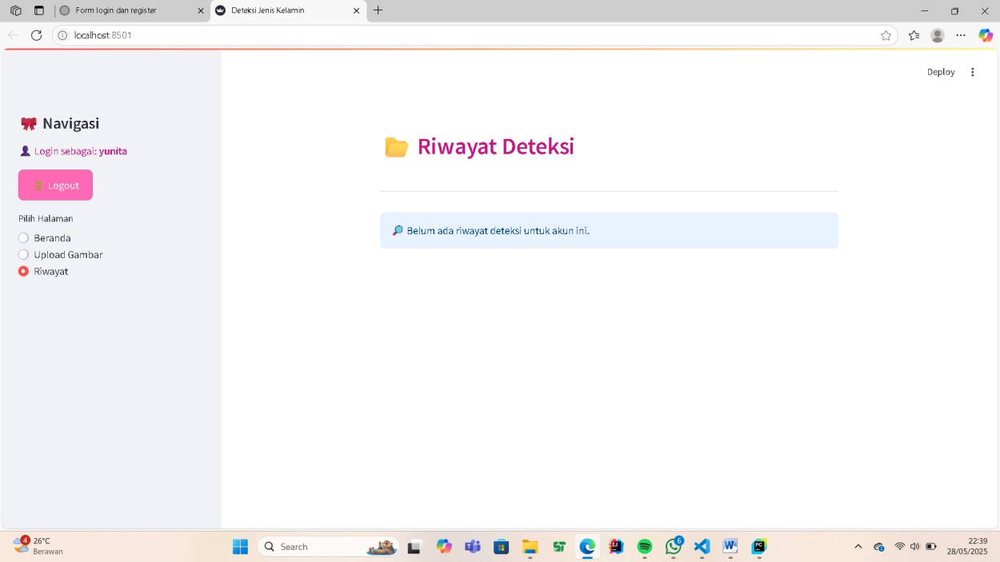 Form login dan register
Deteksi Jenis Kelamin
localhost:8501
Deploy
Navigasi
Login sebagai: yunita
Logout
Pilih Halaman
Beranda
Upload Gambar
Riwayat
Riwayat Deteksi
Belum ada riwayat deteksi untuk akun ini.
4
26°C
Berawan
Search
ST
6
W
PC
22:39
28/05/2025